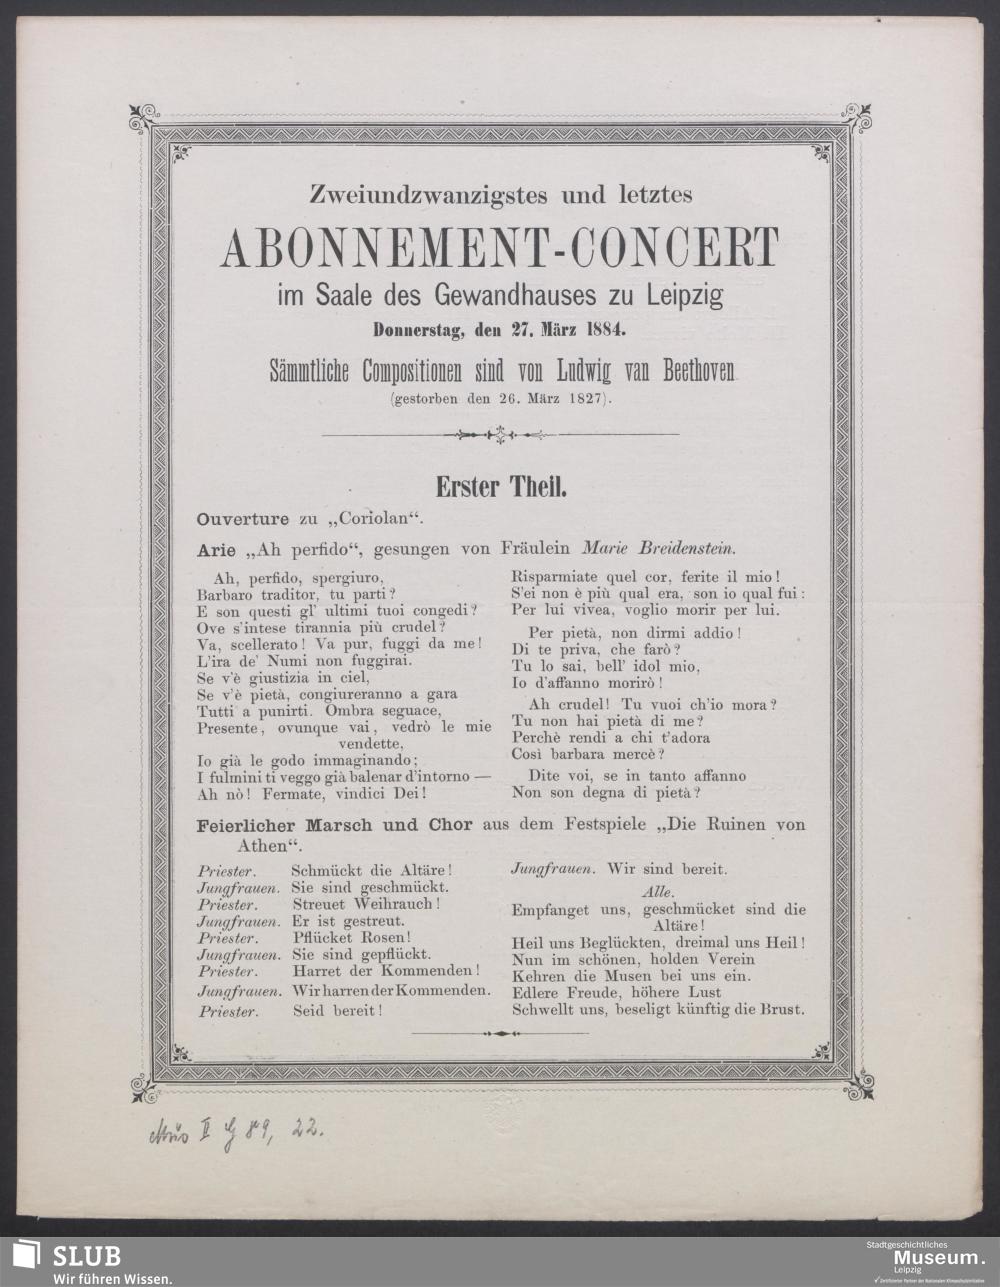 Zweiundzwanzigstes und letztes
ABONNEMENT-CONCERT
im Saale des Gewandhauses zu Leipzig
Donnerstag, den 27. März 1884.
Sämmtliche Compositionen sind von Ludwig van Beethoven
(gestorben den 26. März 1827).
Erster Theil.
Ouverture zu „Coriolan“.
Arie „Ah perfido“, gesungen von Fräulein Marie Breidenstein.
Ah, perfido, spergiuro,
Barbaro traditor, tu parti?
E son questi gl' ultimi tuoi congedi?
Ove s'intese tirannia più crudel?
Va, scellerato! Va pur, fuggi da me!
L'ira de' Numi non fuggirai.
Se v'è giustizia in ciel,
Se v'è pietà, congiureranno a gara
Tutti a punirti. Ombra seguace,
Presente, ovunque vai, vedrò le mie
vendette,
Io già le godo immaginando;
I fulmini ti veggo già balenar d'intorno —
Ah nò! Fermate, vindici Dei!
Risparmiate quel cor, ferite il mio!
S'ei non è più qual era, son io qual fui:
Per lui vivea, voglio morir per lui.
Per pietà, non dirmi addio!
Di te priva, che farò?
Tu lo sai, bell' idol mio,
Io d'affanno morirò!
Ah crudel! Tu vuoi ch'io mora?
Tu non hai pietà di me?
Perchè rendi a chi t'adora
Così barbara mercè?
Dite voi, se in tanto affanno
Non son degna di pietà?
Feierlicher Marsch und Chor aus dem Festspiele „Die Ruinen von
Athen“.
Priester. Schmückt die Altäre!
Jungfrauen. Sie sind geschmückt.
Priester. Streuet Weihrauch!
Jungfrauen. Er ist gestreut.
Priester. Pflücket Rosen!
Jungfrauen. Sie sind gepflückt.
Priester. Harret der Kommenden!
Jungfrauen. Wir harren der Kommenden.
Priester. Seid bereit!
Jungfrauen. Wir sind bereit.
Alle.
Empfanget uns, geschmücket sind die
Altäre!
Heil uns Beglückten, dreimal uns Heil!
Nun im schönen, holden Verein
Kehren die Musen bei uns ein.
Edlere Freude, höhere Lust
Schwellt uns, beseligt künftig die Brust.
Mus II G 89, 22.
SLUB
Wir führen Wissen.
Stadtgeschichtliches
Museum.
Leipzig
Zertifizierter Partner der Nationalen Klimaschutzinitiative